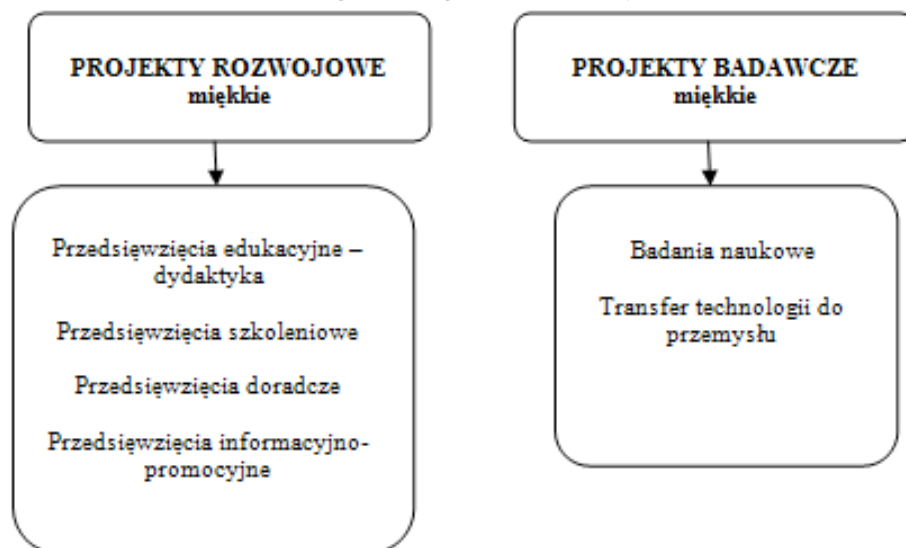 PROJEKTY ROZWOJOWE
miękkie
Przedsięwzięcia edukacyjne –
dydaktyka
Przedsięwzięcia szkoleniowe
Przedsięwzięcia doradcze
Przedsięwzięcia informacyjno-
promocyjne
PROJEKTY BADAWCZE
miękkie
Badania naukowe
Transfer technologii do
przemysłu